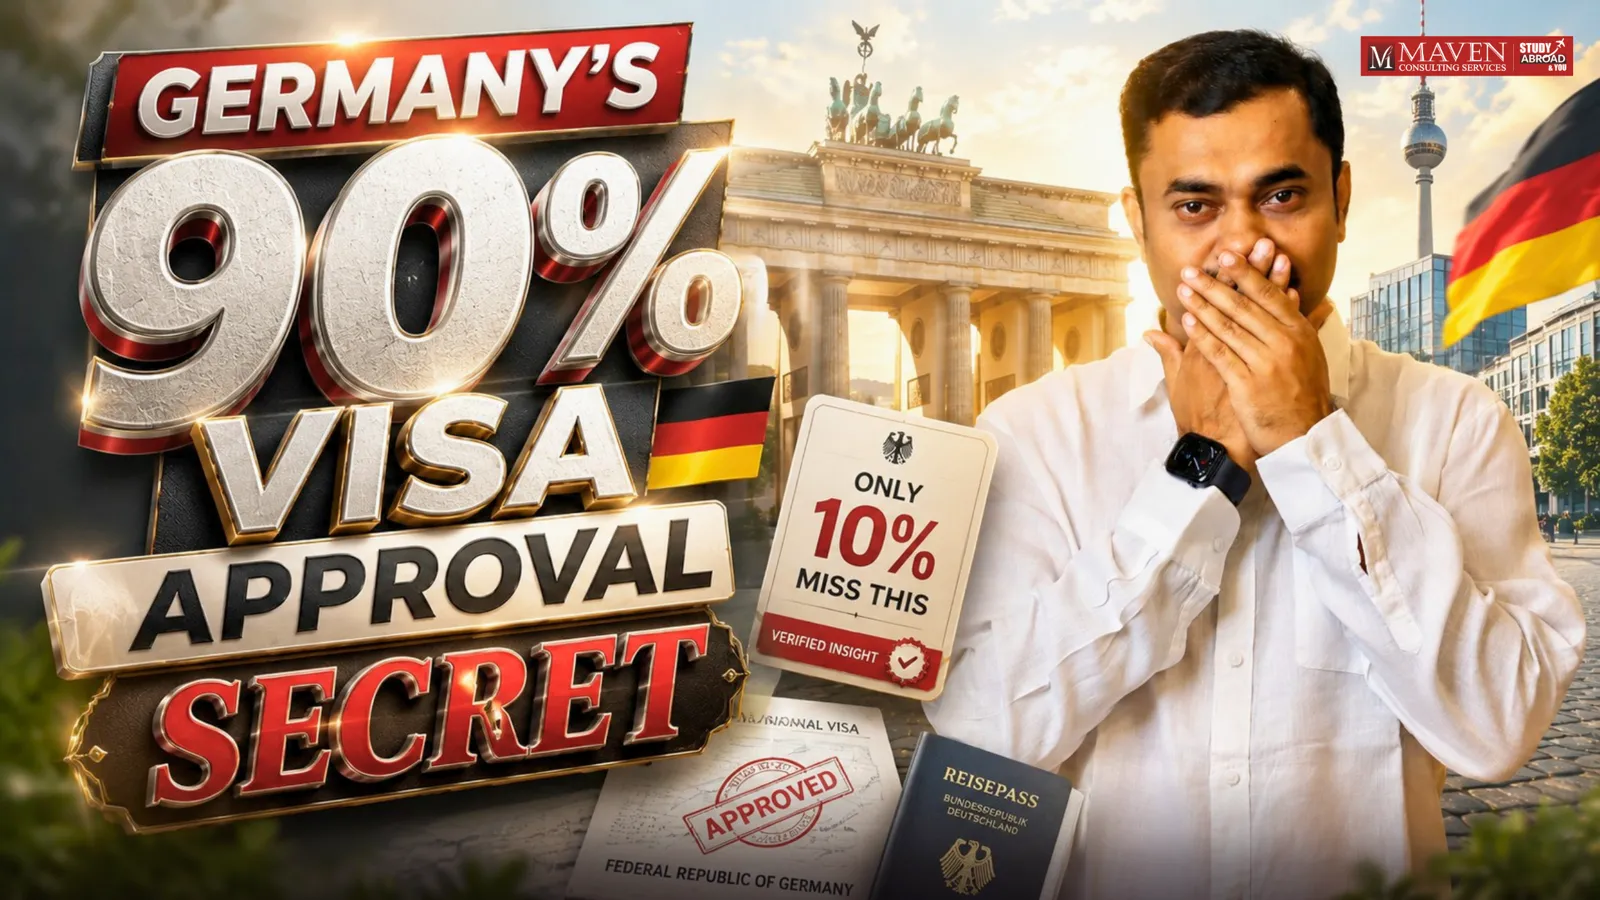 GERMANY'S
90%
VISA
APPROVAL
SECRET
MAVEN
CONSULTING SERVICES
STUDY
ABROAD
& YOU
ONLY
10%
MISS THIS
VERIFIED INSIGHT
VISA
APPROVED
FEDERAL REPUBLIC OF GERMANY
REISEPASS
BUNDESREPUBLIK
DEUTSCHLAND